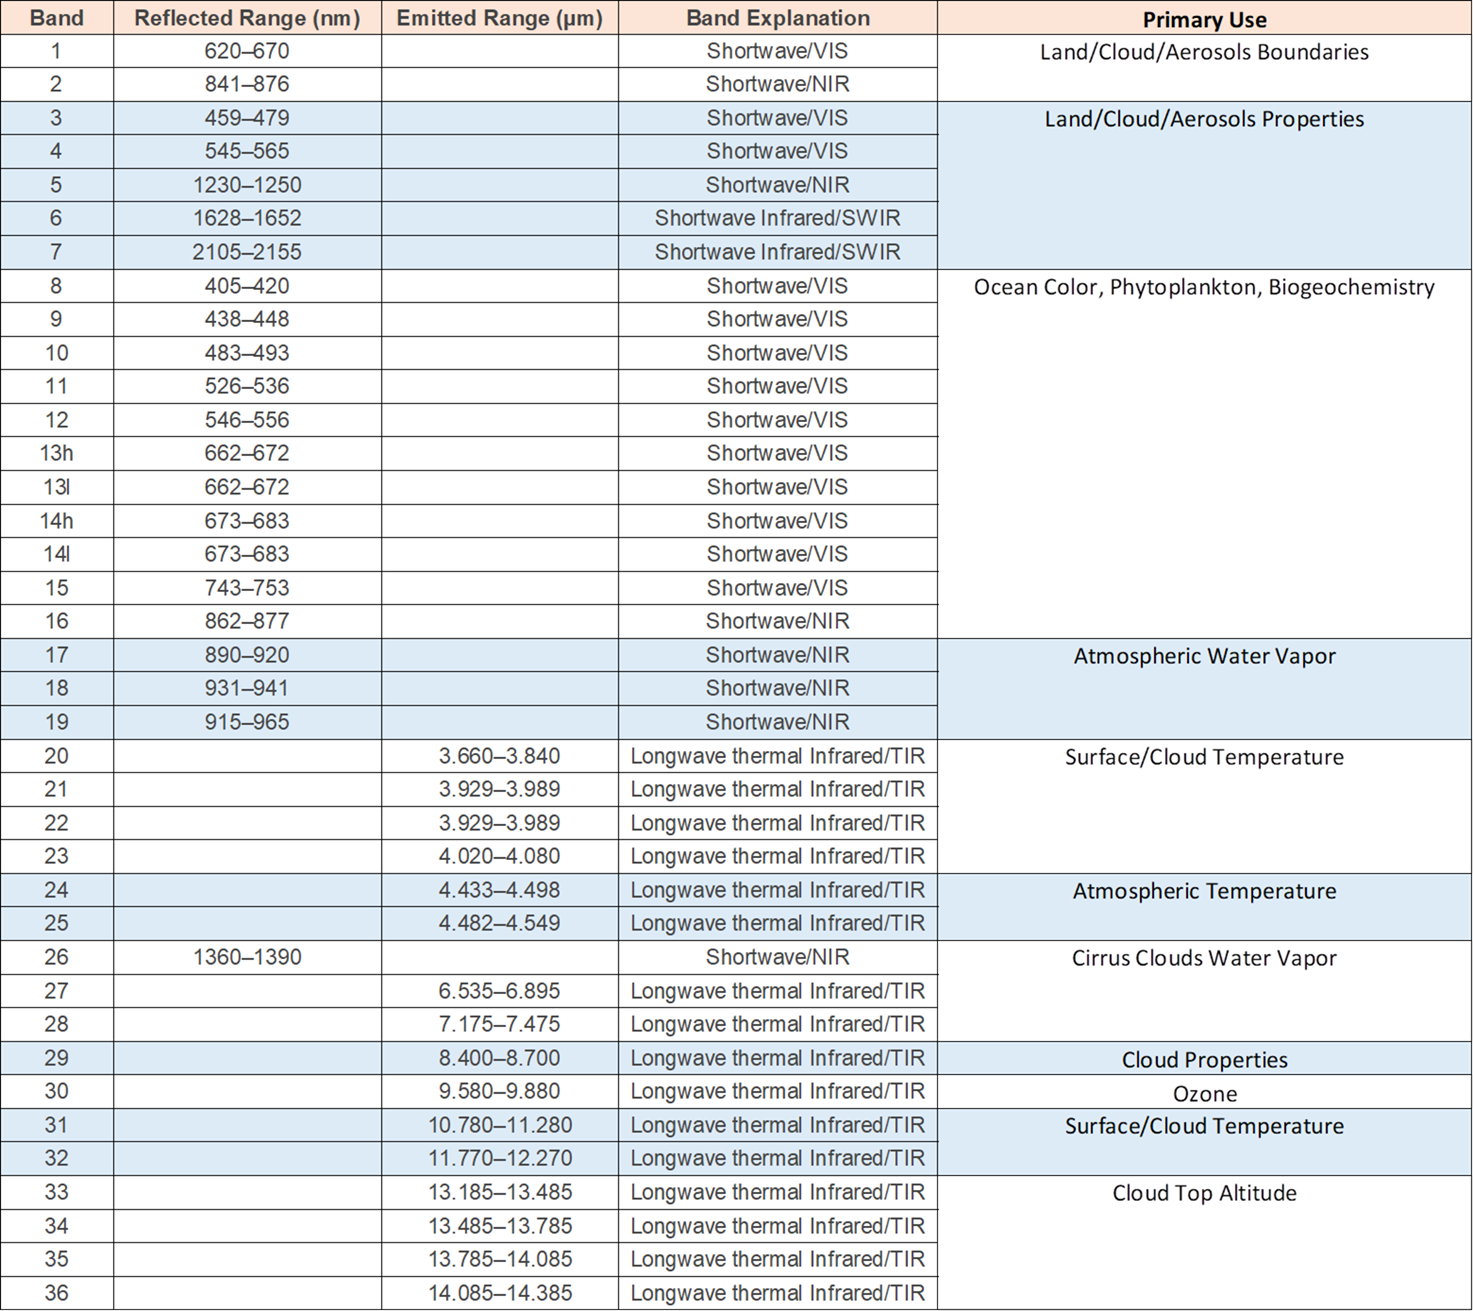 Band Reflected Range (nm) Emitted Range (µm) Band Explanation Primary Use
1 620–670 Shortwave/VIS Land/Cloud/Aerosols Boundaries
2 841–876 Shortwave/NIR
3 459–479 Shortwave/VIS Land/Cloud/Aerosols Properties
4 545–565 Shortwave/VIS
5 1230–1250 Shortwave/NIR
6 1628–1652 Shortwave Infrared/SWIR
7 2105–2155 Shortwave Infrared/SWIR
8 405–420 Shortwave/VIS Ocean Color, Phytoplankton, Biogeochemistry
9 438–448 Shortwave/VIS
10 483–493 Shortwave/VIS
11 526–536 Shortwave/VIS
12 546–556 Shortwave/VIS
13h 662–672 Shortwave/VIS
13l 662–672 Shortwave/VIS
14h 673–683 Shortwave/VIS
14l 673–683 Shortwave/VIS
15 743–753 Shortwave/VIS
16 862–877 Shortwave/NIR
17 890–920 Shortwave/NIR Atmospheric Water Vapor
18 931–941 Shortwave/NIR
19 915–965 Shortwave/NIR
20 3.660–3.840 Longwave thermal Infrared/TIR Surface/Cloud Temperature
21 3.929–3.989 Longwave thermal Infrared/TIR
22 3.929–3.989 Longwave thermal Infrared/TIR
23 4.020–4.080 Longwave thermal Infrared/TIR
24 4.433–4.498 Longwave thermal Infrared/TIR Atmospheric Temperature
25 4.482–4.549 Longwave thermal Infrared/TIR
26 1360–1390 Shortwave/NIR Cirrus Clouds Water Vapor
27 6.535–6.895 Longwave thermal Infrared/TIR
28 7.175–7.475 Longwave thermal Infrared/TIR
29 8.400–8.700 Longwave thermal Infrared/TIR Cloud Properties
30 9.580–9.880 Longwave thermal Infrared/TIR Ozone
31 10.780–11.280 Longwave thermal Infrared/TIR Surface/Cloud Temperature
32 11.770–12.270 Longwave thermal Infrared/TIR
33 13.185–13.485 Longwave thermal Infrared/TIR Cloud Top Altitude
34 13.485–13.785 Longwave thermal Infrared/TIR
35 13.785–14.085 Longwave thermal Infrared/TIR
36 14.085–14.385 Longwave thermal Infrared/TIR